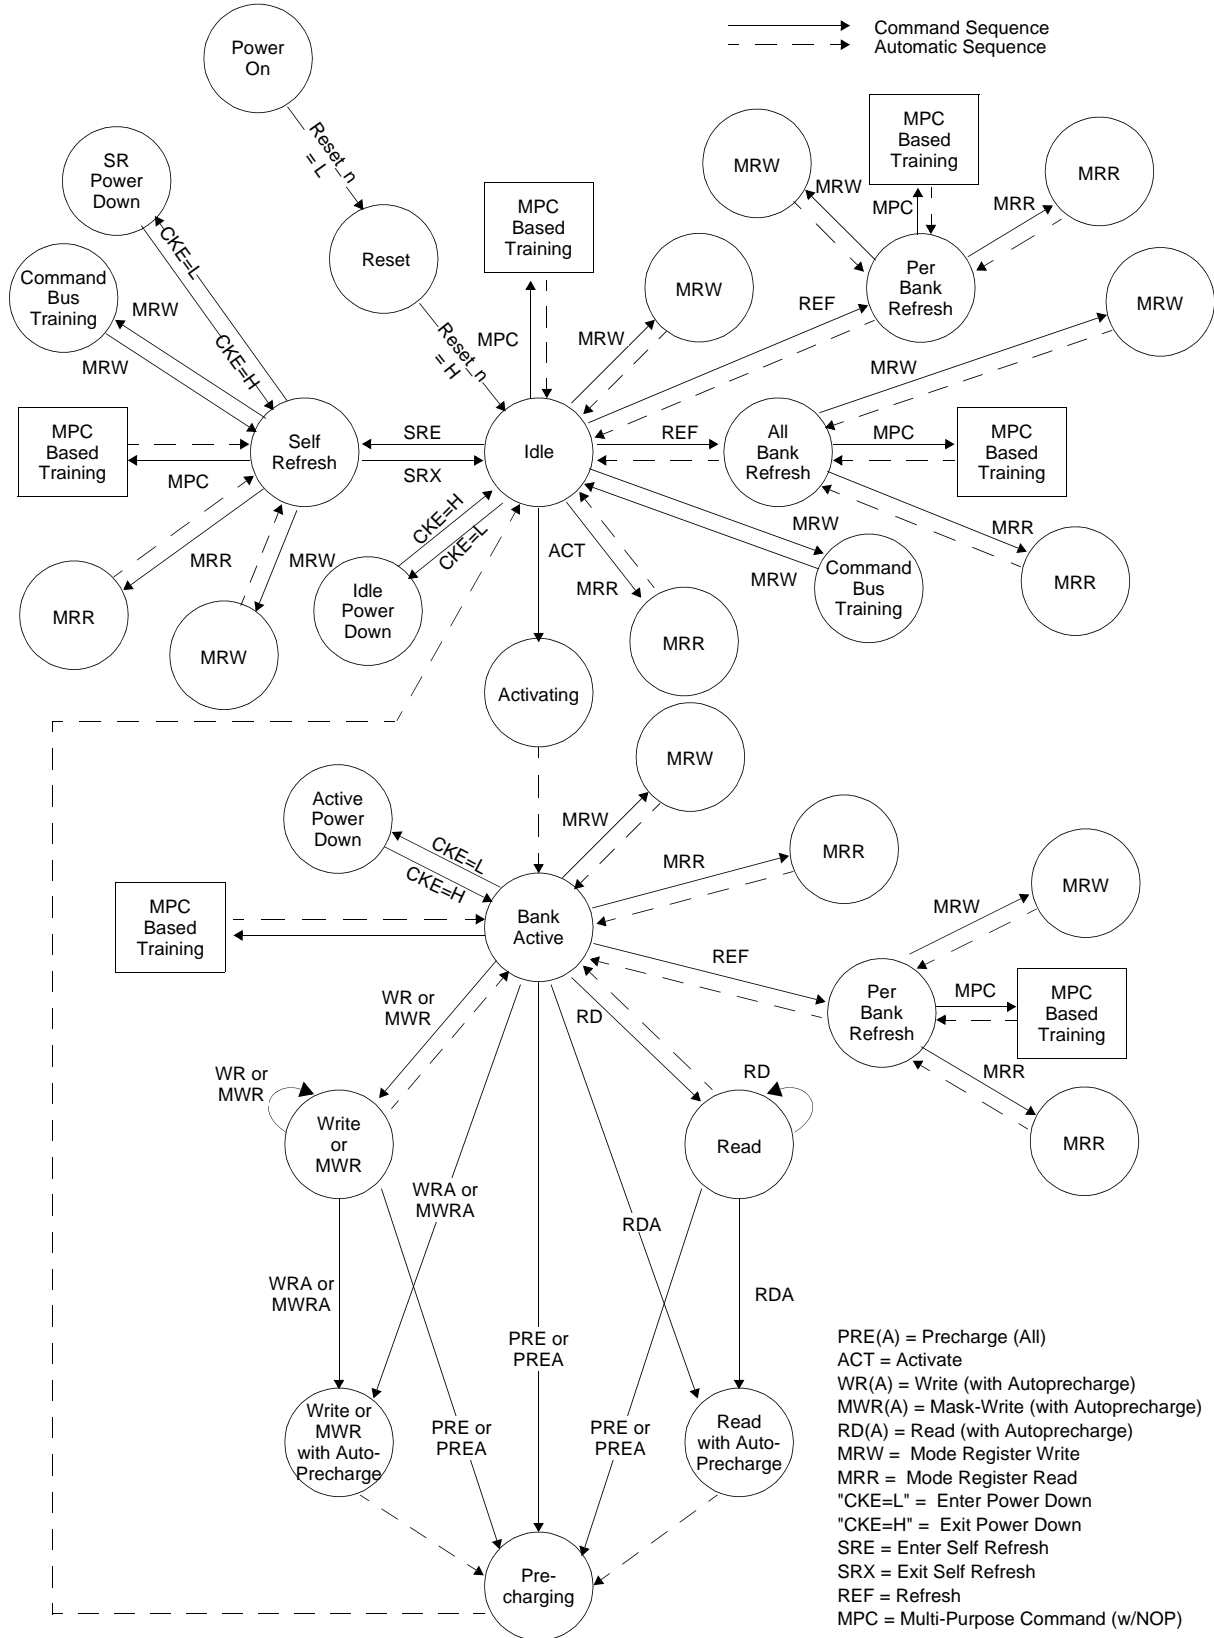 Command Sequence
Automatic Sequence
Power
On
Reset_n
= L
SR
Power
Down
CKE=L
CKE=H
Command
Bus
Training
MRW
MRW
Reset
Reset_n
= H
MPC
Based
Training
MPC
MRW
MRW
MRW
MRW
MPC
Based
Training
MPC
MRR
MRR
Per
Bank
Refresh
REF
MRW
MRW
MPC
Based
Training
MPC
Self
Refresh
SRE
SRX
Idle
REF
All
Bank
Refresh
MPC
MPC
Based
Training
MRR
MRR
MRR
MRR
MRW
MRW
CKE=H
CKE=L
Idle
Power
Down
ACT
MRR
MRR
MRW
MRW
Command
Bus
Training
Activating
Active
Power
Down
CKE=L
CKE=H
MRW
MRW
MRR
MRR
MPC
Based
Training
Bank
Active
REF
MRW
MRW
Per
Bank
Refresh
MPC
MPC
Based
Training
MRR
MRR
WR or
MWR
RD
WR or
MWR
Write
or
MWR
RD
Read
WRA or
MWRA
RDA
WRA or
MWRA
RDA
PRE or
PREA
Write or
MWR
with Auto-
Precharge
PRE or
PREA
PRE or
PREA
Read
with Auto-
Precharge
Pre-
charging
PRE(A) = Precharge (All)
ACT = Activate
WR(A) = Write (with Autoprecharge)
MWR(A) = Mask-Write (with Autoprecharge)
RD(A) = Read (with Autoprecharge)
MRW = Mode Register Write
MRR = Mode Register Read
"CKE=L" = Enter Power Down
"CKE=H" = Exit Power Down
SRE = Enter Self Refresh
SRX = Exit Self Refresh
REF = Refresh
MPC = Multi-Purpose Command (w/NOP)